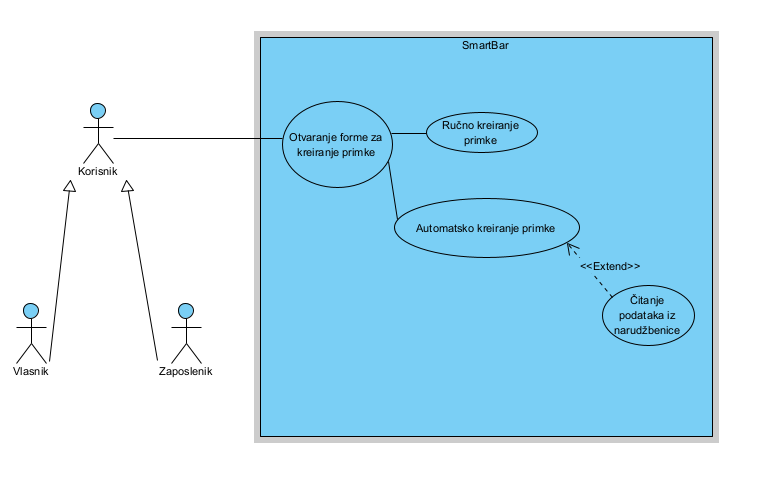 SmartBar
Korisnik
Otvaranje forme za
kreiranje primke
Ručno kreiranje
primke
Automatsko kreiranje primke
<<Extend>>
Čitanje
podataka iz
narudžbenice
Vlasnik
Zaposlenik